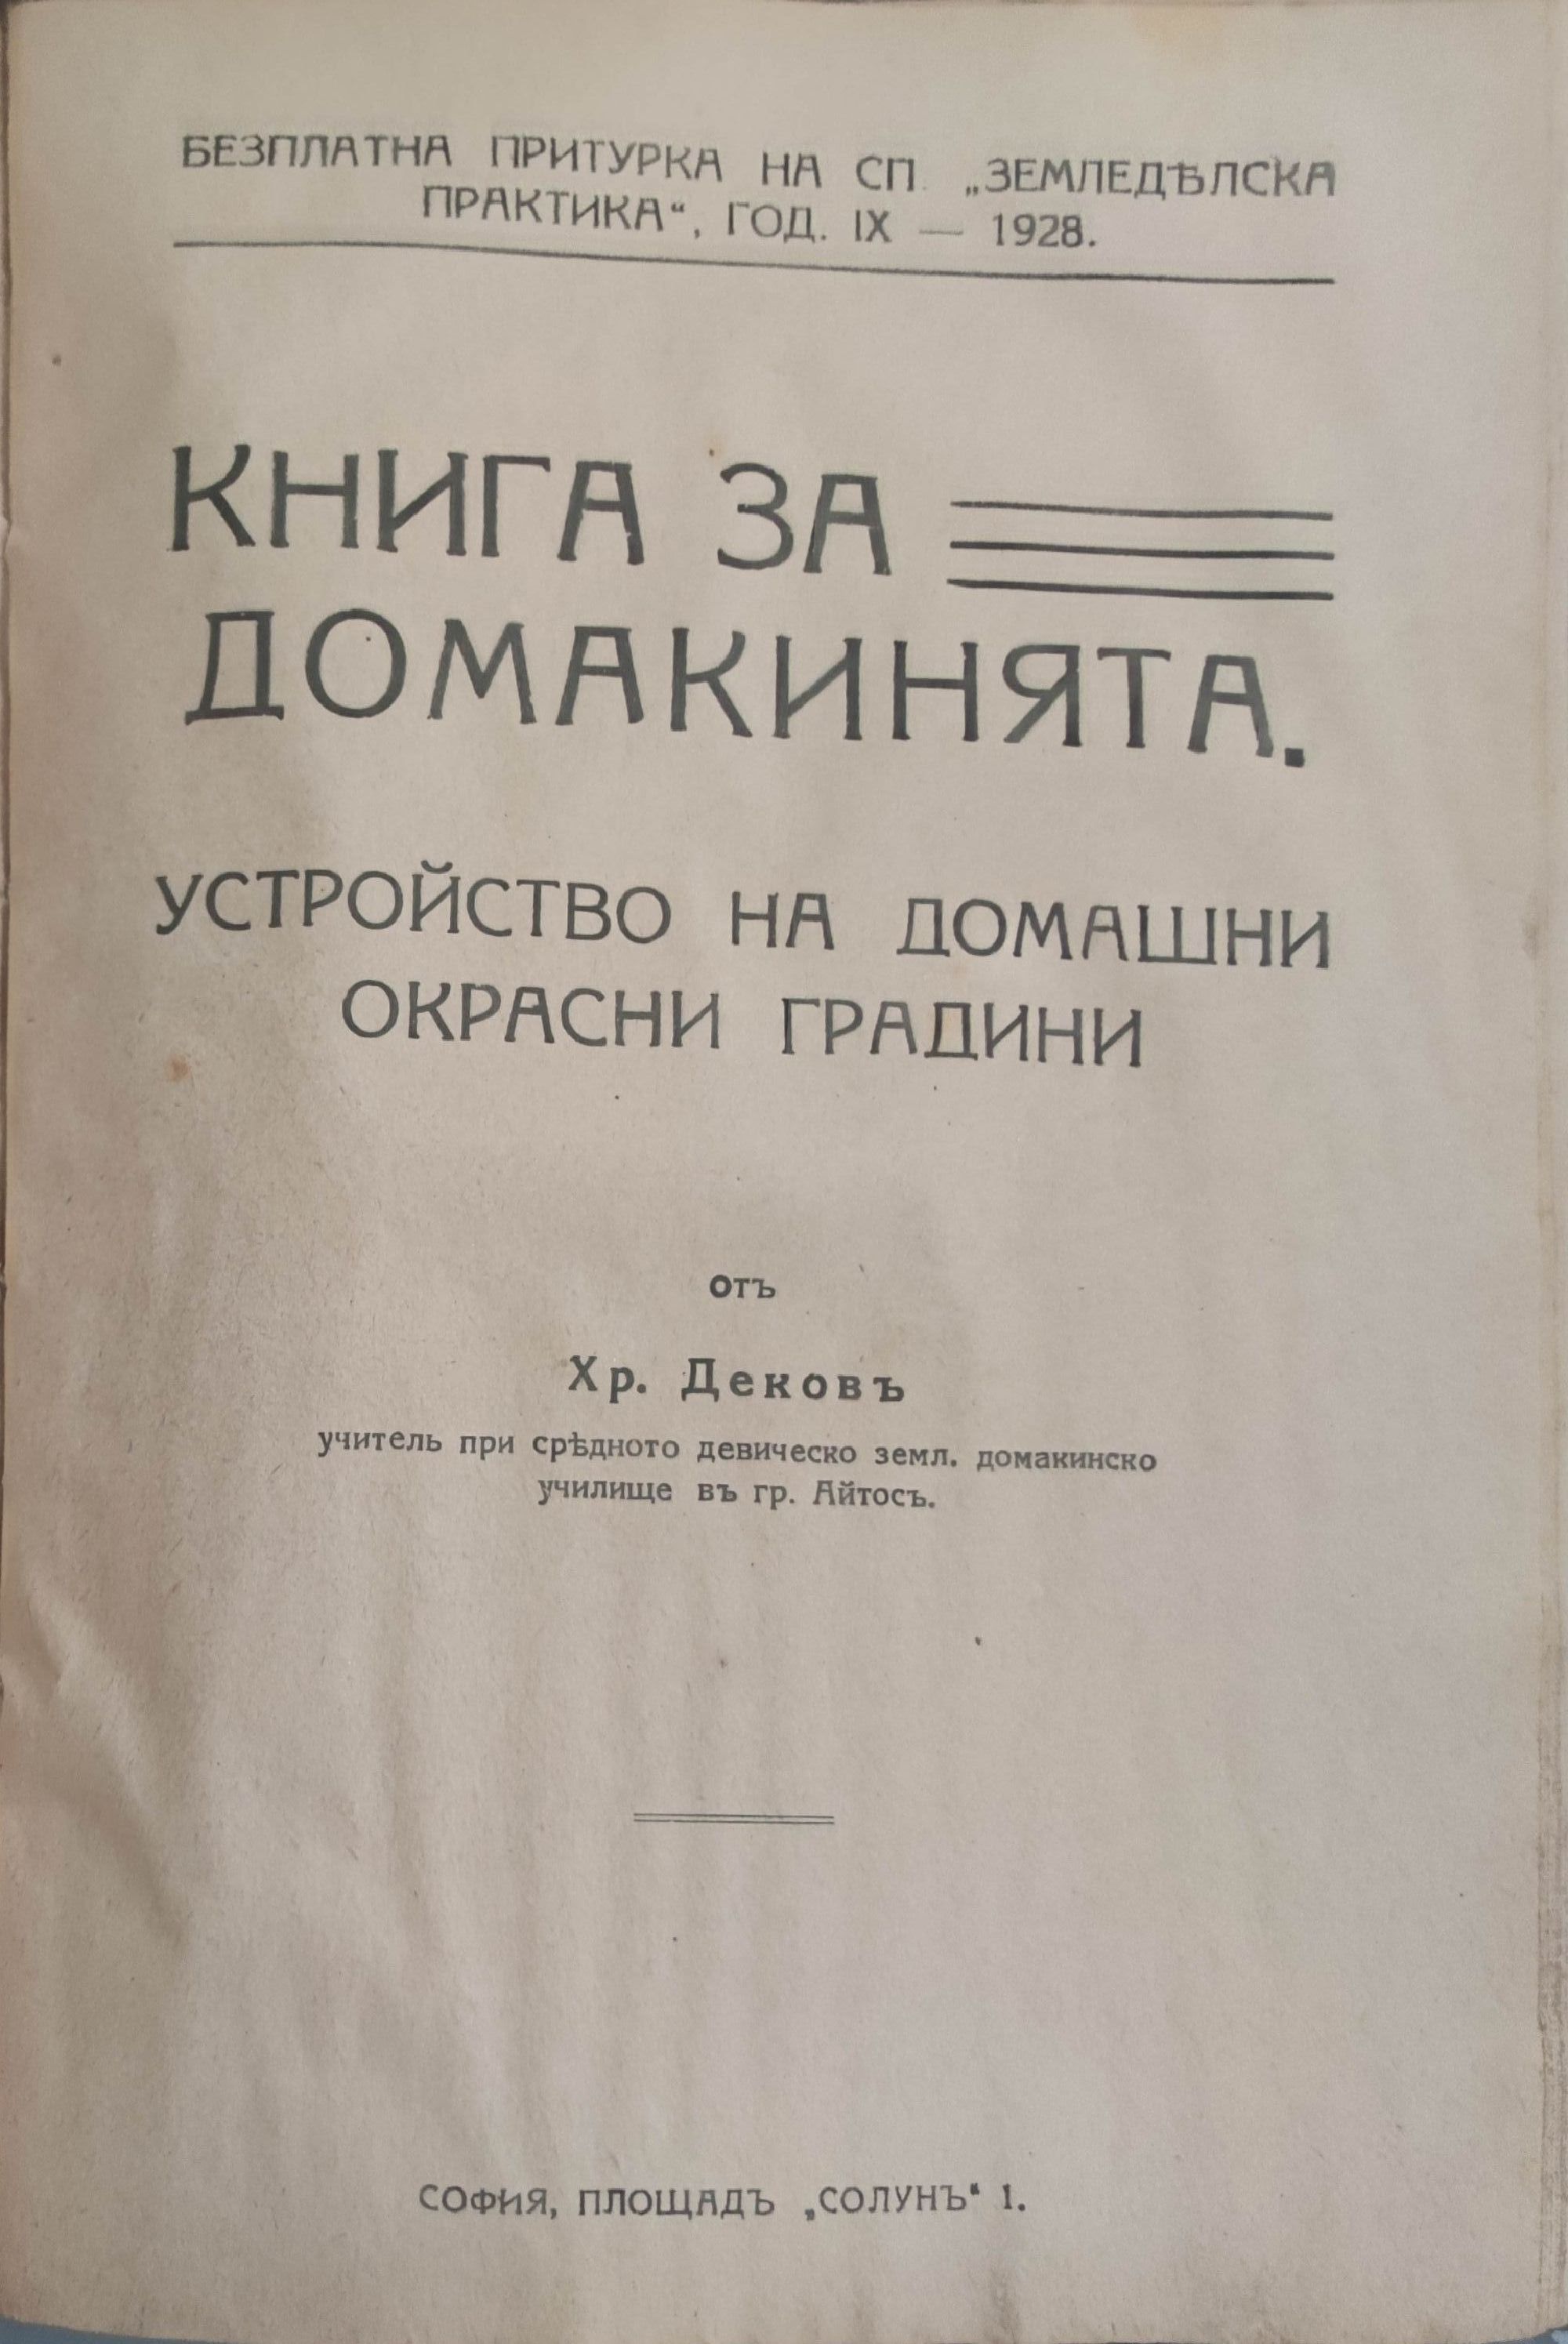 БЕЗПЛАТНА ПРИТУРКА НА СП. „ЗЕМЛЕДѢЛСКА
ПРАКТИКА“, ГОД. IX — 1928.
КНИГА ЗА
ДОМАКИНЯТА.
УСТРОЙСТВО НА ДОМАШНИ
ОКРАСНИ ГРАДИНИ
отъ
Хр. Дековъ
учитель при срѣдното девическо земл. домакинско
училище въ гр. Айтосъ.
СОФИЯ, ПЛОЩАДЪ „СОЛУНЪ“ 1.